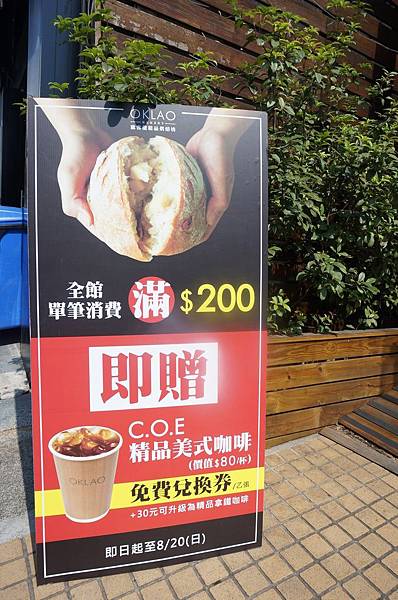 OKLAO
全館
單筆消費
滿
$200
即贈
C.O.E
精品美式咖啡
(價值$80/杯)
OKLAO
免費兌換券/乙張
+30元可升級為精品拿鐵咖啡
即日起至8/20(日)